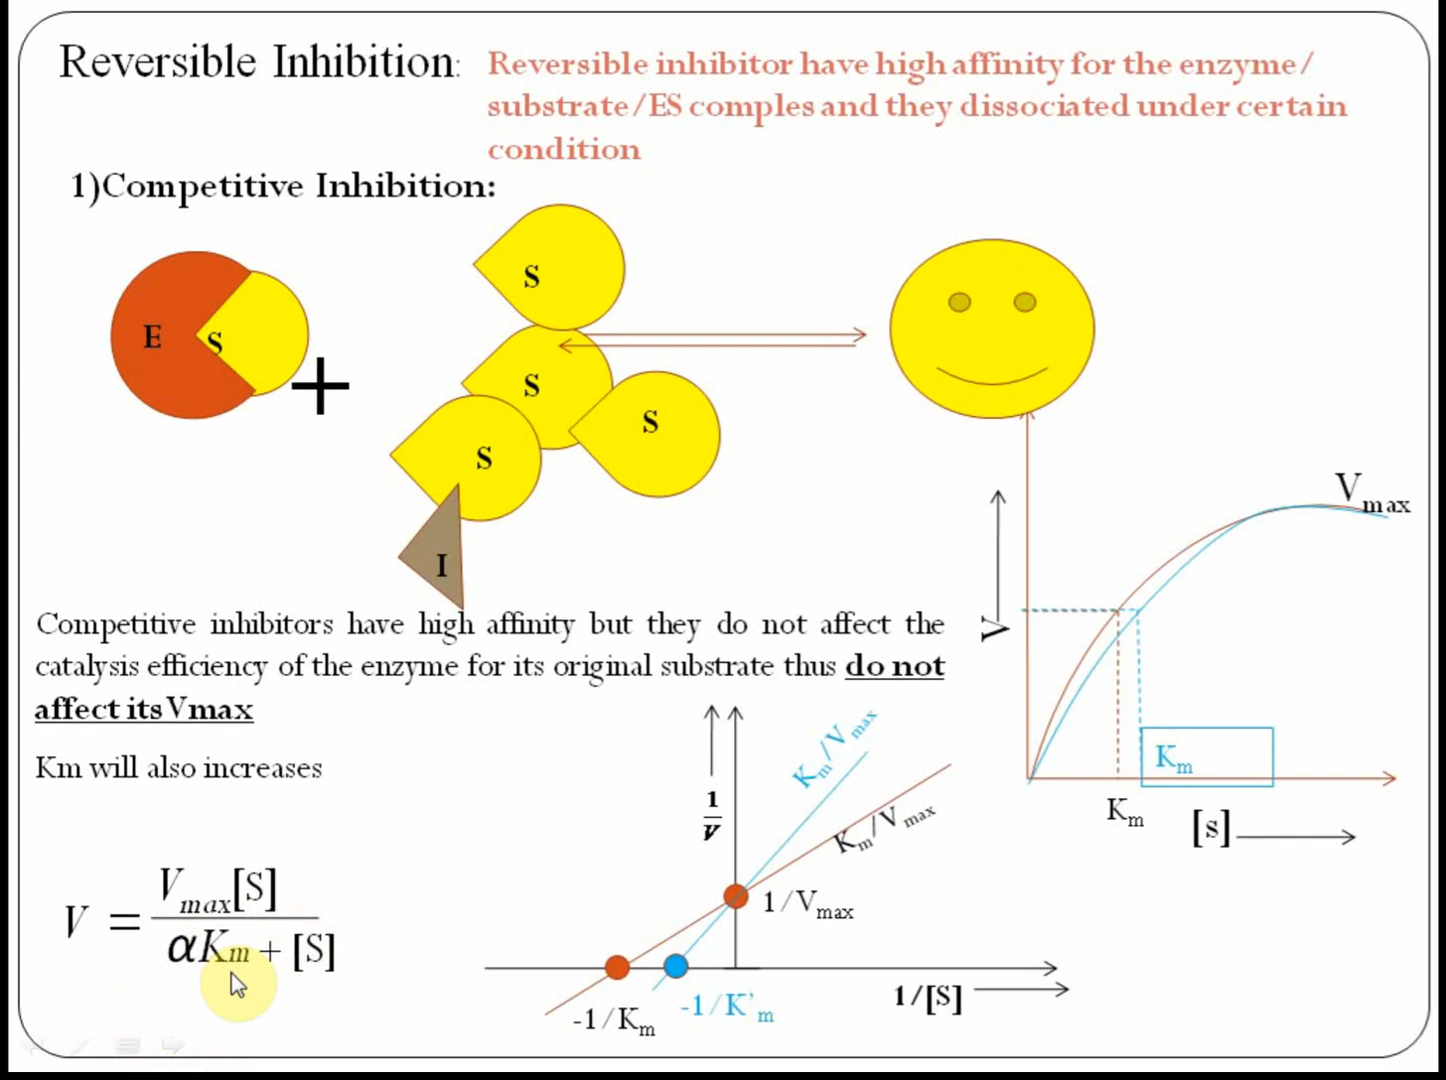 Reversible Inhibition: Reversible inhibitor have high affinity for the enzyme/
substrate/ES comples and they dissociated under certain
condition
1)Competitive Inhibition:
S
E
S
S
S
S
I
Competitive inhibitors have high affinity but they do not affect the
catalysis efficiency of the enzyme for its original substrate thus do not
affect its Vmax
Km will also increases
V = Vmax[S]
αKm + [S]
Km/Vmax
Km/Vmax
1
V
1/Vmax
-1/Km
-1/K'm
1/[S]
Vmax
V
Km
Km
[s]